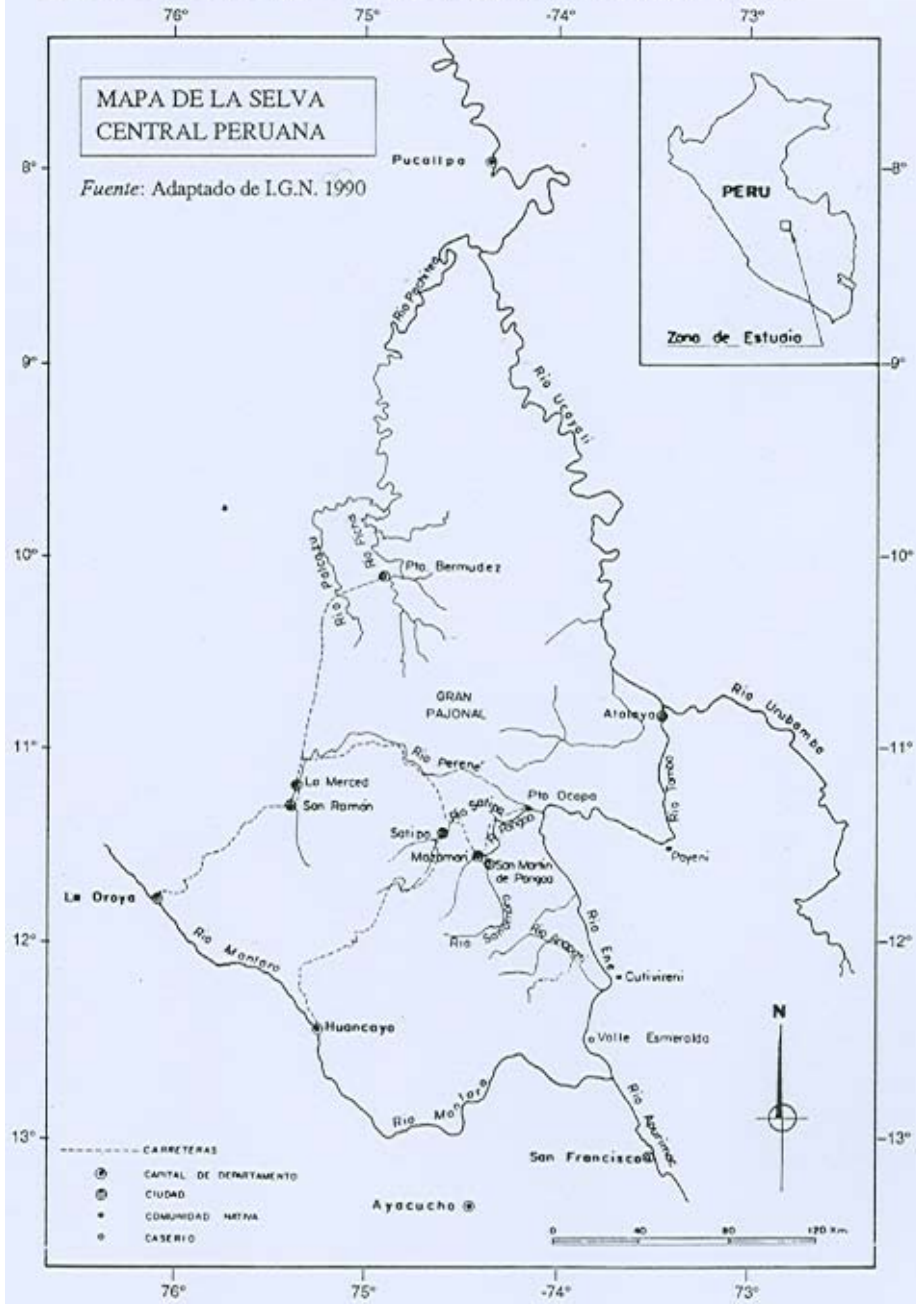 76°
75°
-74°
72°
MAPA DE LA SELVA
CENTRAL PERUANA
Fuente: Adaptado de I.G.N. 1990
PERU
Zona de Estudio
8°
-8°
9°
-9°
10°
-10°
11°
-11°
12°
-12°
13°
-13°
Pucallpa
Rio Pachitea
Rio Ucayali
Rio Palcazu
Rio Pichis
Pto. Bermudez
GRAN
PAJONAL
Atalaya
Rio Urubamba
Rio Perené
Rio Tambo
La Merced
San Ramón
Rio Satipo
Pto Ocopa
R. Pangoa
Satipo
Mazamari
San Martin
de Pangoa
Poyeni
La Oroya
Rio Mantaro
Rio Sonomoro
Rio Ene
Cutivireni
Huancayo
Valle Esmeralda
N
Rio Mantaro
Rio Apurimac
San Francisco
CARRETERAS
CAPITAL DE DEPARTAMENTO
CIUDAD
COMUNIDAD NATIVA
CASERIO
Ayacucho
0 40 80 120 Km.
76°
75°
-74°
72°